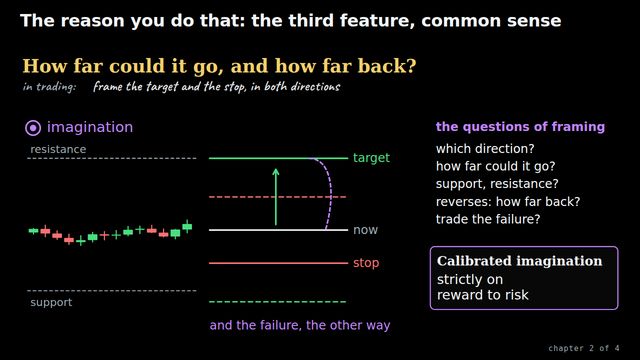 The reason you do that: the third feature, common sense
How far could it go, and how far back?
in trading: frame the target and the stop, in both directions
imagination
resistance
support
target
now
stop
and the failure, the other way
the questions of framing
which direction?
how far could it go?
support, resistance?
reverses: how far back?
trade the failure?
Calibrated imagination
strictly on
reward to risk
chapter 2 of 4